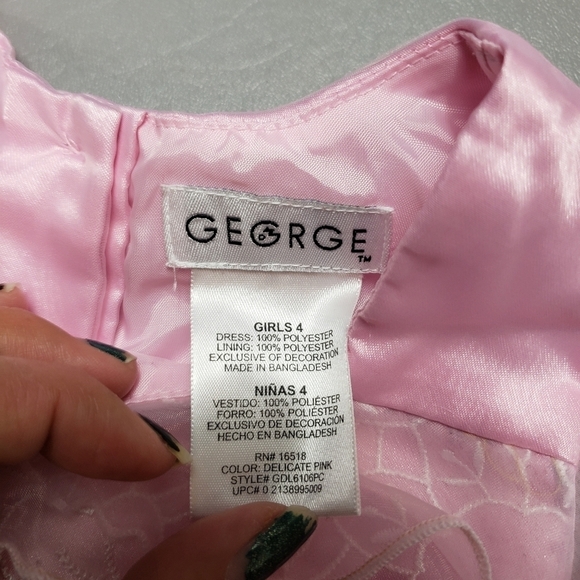 GEORGE
TM
GIRLS 4
DRESS: 100% POLYESTER
LINING: 100% POLYESTER
EXCLUSIVE OF DECORATION
MADE IN BANGLADESH
NIÑAS 4
VESTIDO: 100% POLIÉSTER
FORRO: 100% POLIÉSTER
EXCLUSIVO DE DECORACIÓN
HECHO EN BANGLADESH
RN# 16518
COLOR: DELICATE PINK
STYLE# GDL6106PC
UPC# 0 2138995009